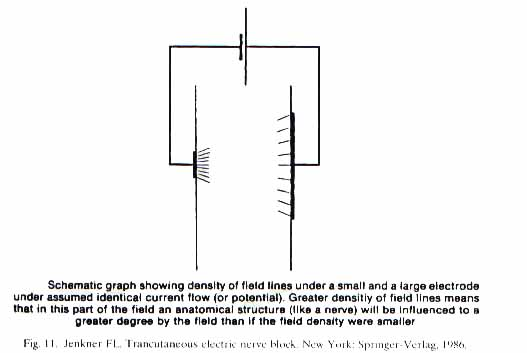 Schematic graph showing density of field lines under a small and a large electrode
under assumed identical current flow (or potential). Greater densitiy of field lines means
that in this part of the field an anatomical structure (like a nerve) will be influenced to a
greater degree by the field than if the field density were smaller
Fig. 11. Jenkner FL. Trancutaneous electric nerve block. New York: Springer-Verlag, 1986.